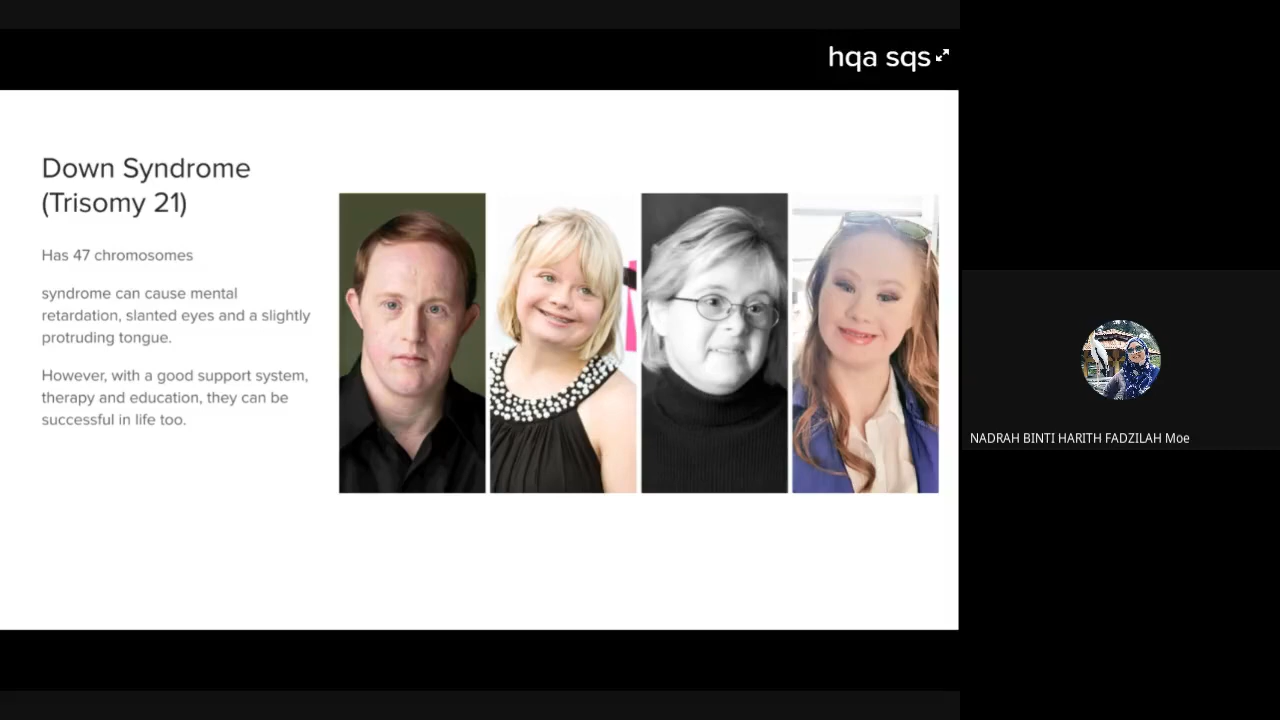 hqa sqs
Down Syndrome
(Trisomy 21)
Has 47 chromosomes
syndrome can cause mental
retardation, slanted eyes and a slightly
protruding tongue.
However, with a good support system,
therapy and education, they can be
successful in life too.
NADRAH BINTI HARITH FADZILAH Moe